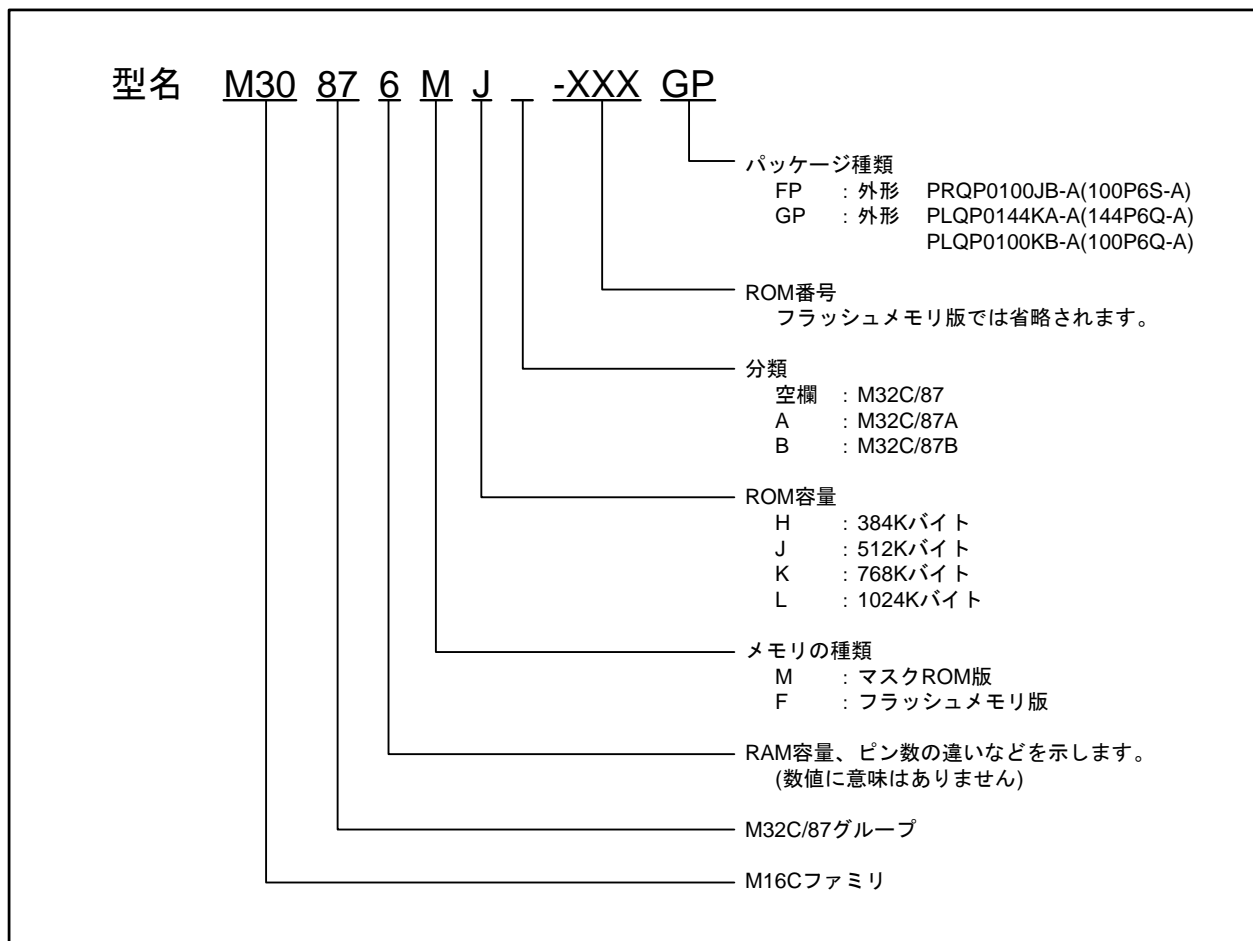 型名 M30 87 6 M J _ -XXX GP
パッケージ種類
FP : 外形 PRQP0100JB-A(100P6S-A)
GP : 外形 PLQP0144KA-A(144P6Q-A)
PLQP0100KB-A(100P6Q-A)
ROM番号
フラッシュメモリ版では省略されます。
分類
空欄 : M32C/87
A : M32C/87A
B : M32C/87B
ROM容量
H : 384Kバイト
J : 512Kバイト
K : 768Kバイト
L : 1024Kバイト
メモリの種類
M : マスクROM版
F : フラッシュメモリ版
RAM容量、ピン数の違いなどを示します。
(数値に意味はありません)
M32C/87グループ
M16Cファミリ